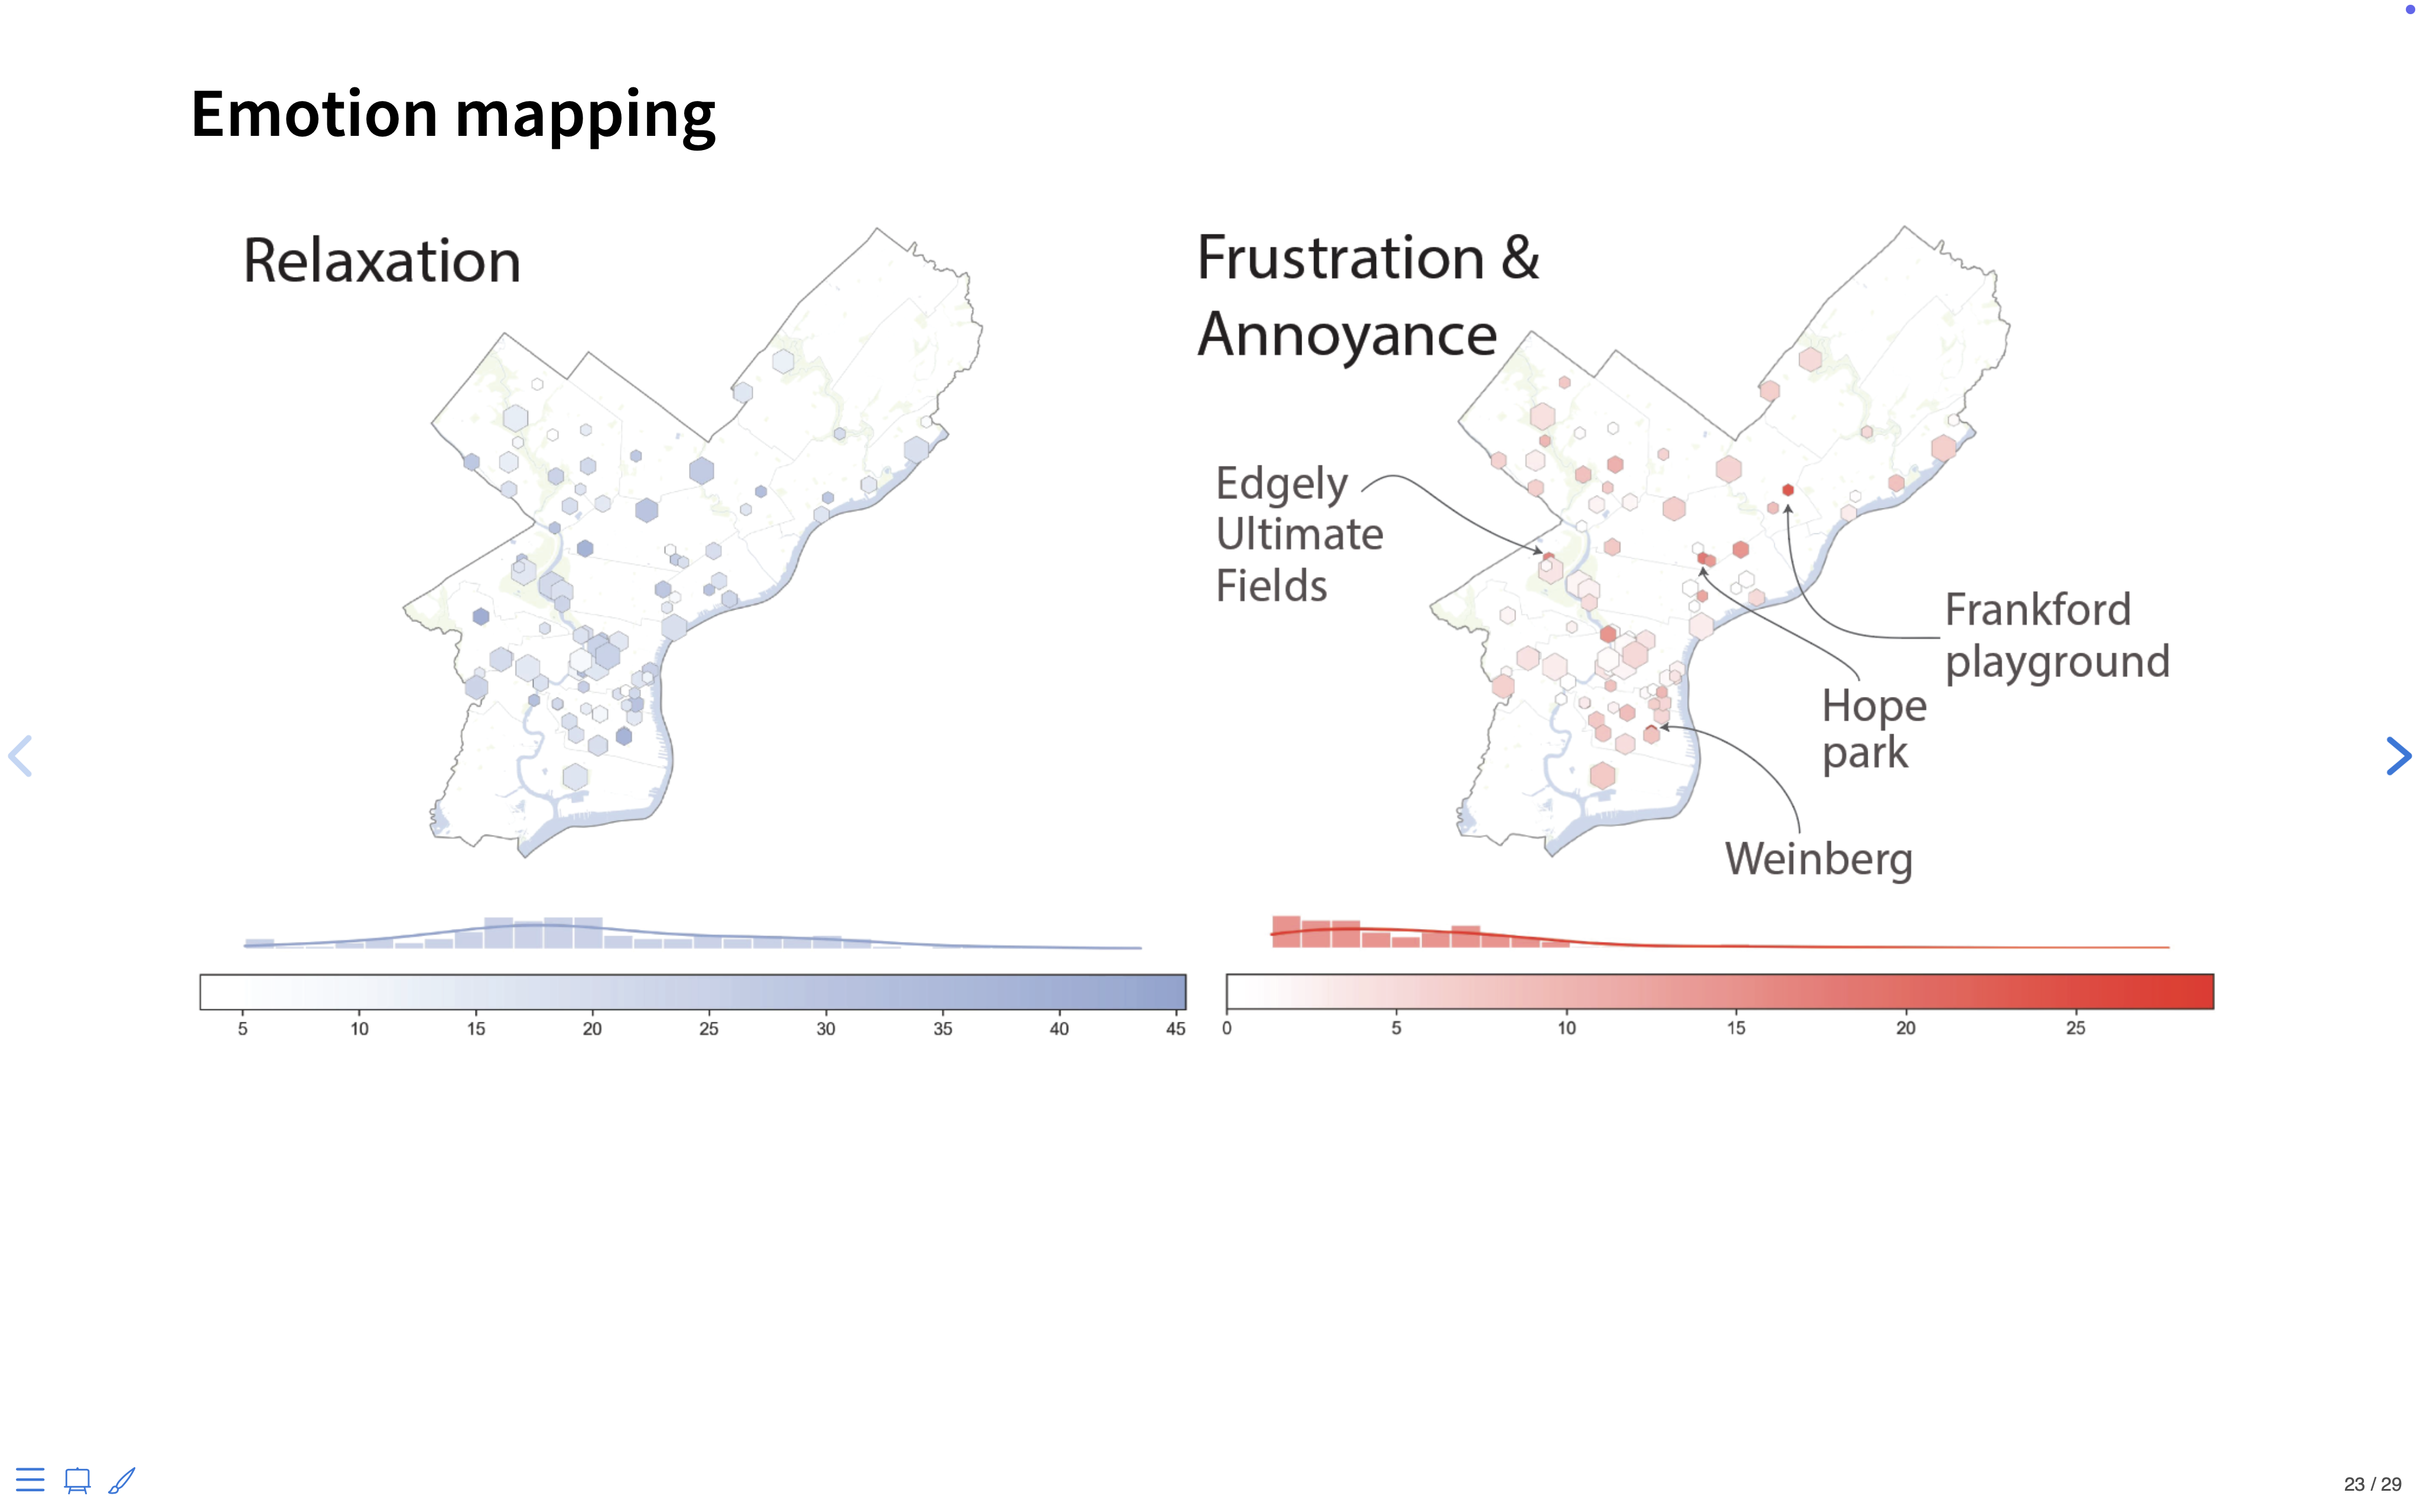 Emotion mapping
Relaxation
5 10 15 20 25 30 35 40 45
Frustration &
Annoyance
Edgely
Ultimate
Fields
Frankford
playground
Hope
park
Weinberg
0 5 10 15 20 25
23 / 29